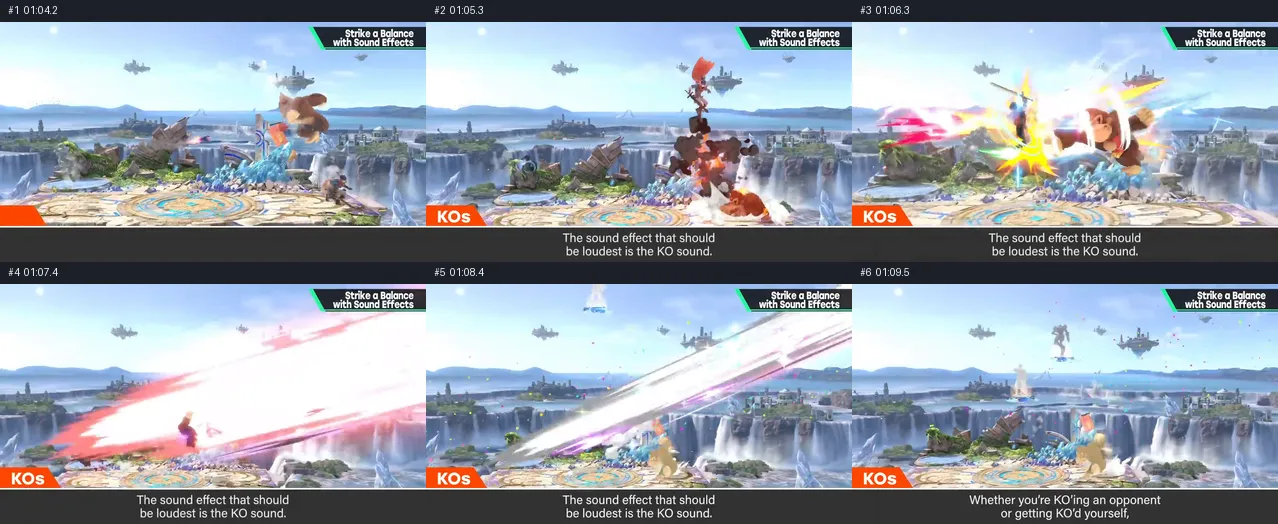 #1 01:04.2
Strike a Balance
with Sound Effects
#2 01:05.3
Strike a Balance
with Sound Effects
KOs
The sound effect that should
be loudest is the KO sound.
#3 01:06.3
Strike a Balance
with Sound Effects
KOs
The sound effect that should
be loudest is the KO sound.
#4 01:07.4
Strike a Balance
with Sound Effects
KOs
The sound effect that should
be loudest is the KO sound.
#5 01:08.4
Strike a Balance
with Sound Effects
KOs
The sound effect that should
be loudest is the KO sound.
#6 01:09.5
Strike a Balance
with Sound Effects
KOs
Whether you're KO'ing an opponent
or getting KO'd yourself,